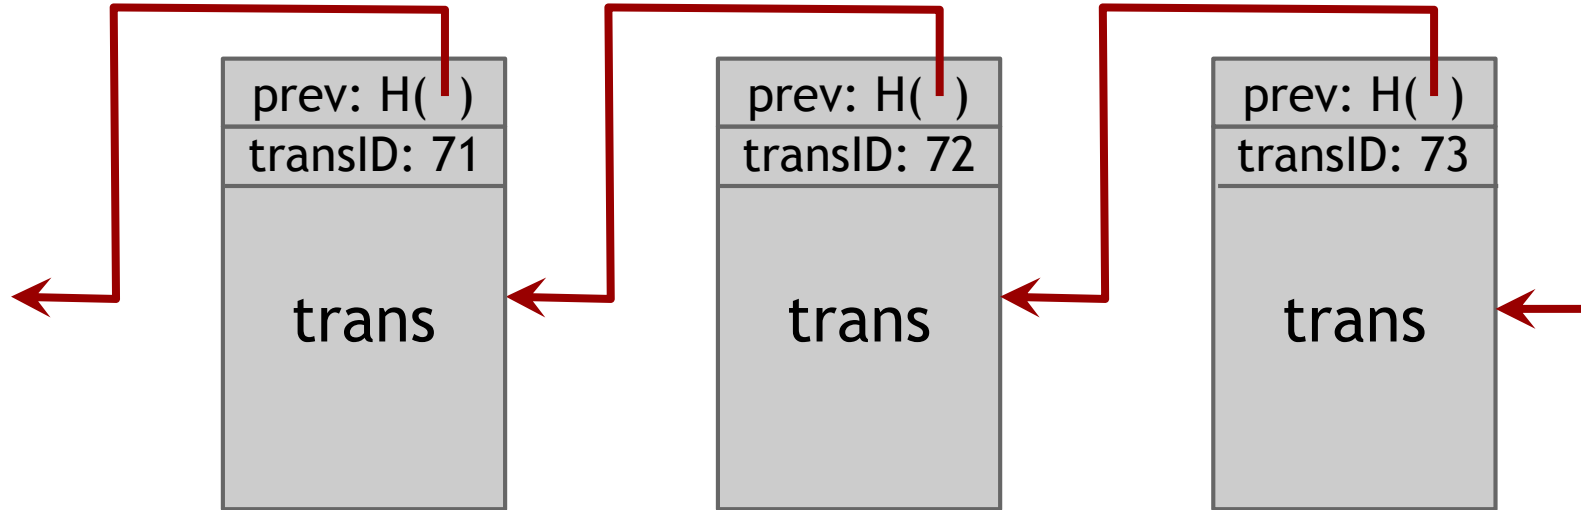 prev: H( )
transID: 71
trans
prev: H( )
transID: 72
trans
prev: H( )
transID: 73
trans